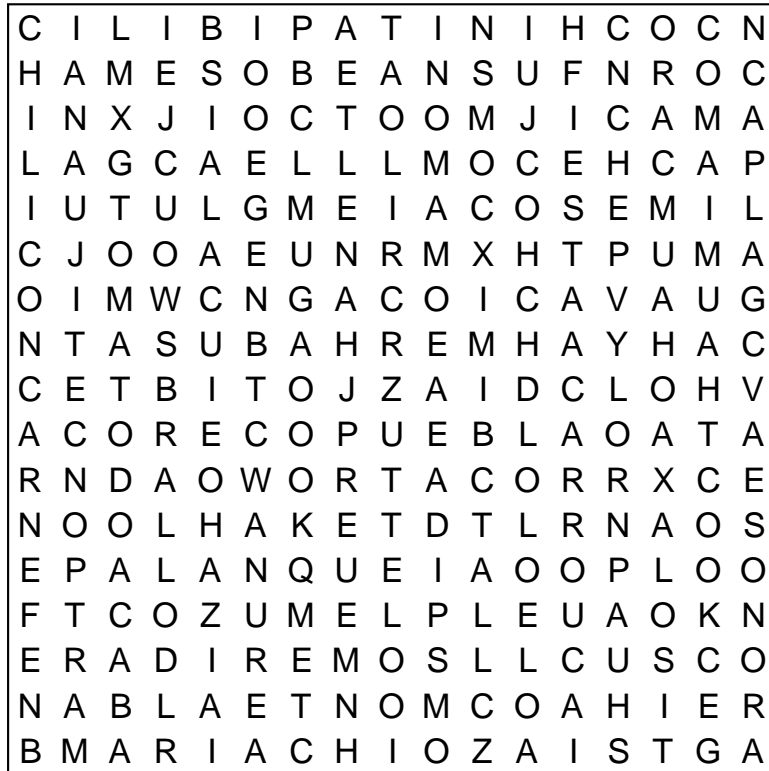 C I L I B I P A T I N I H C O C N
H A M E S O B E A N S U F N R O C
I N X J I O C T O O M J I C A M A
L A G C A E L L L M O C E H C A P
I U T U L G M E I A C O S E M I L
C J O O A E U N R M X H T P U M A
O I M W C N G A C O I C A V A U G
N T A S U B A H R E M H A Y H A C
C E T B I T O J Z A I D C L O H V
A C O R E C O P U E B L A O A T A
R N D A O W O R T A C O R R X C E
N O O L H A K E T D T L R N A O S
E P A L A N Q U E I A O O P L O O
F T C O Z U M E L P L E U A O K N
E R A D I R E M O S L L C U S C O
N A B L A E T N O M C O A H I E R
B M A R I A C H I O Z A I S T G A